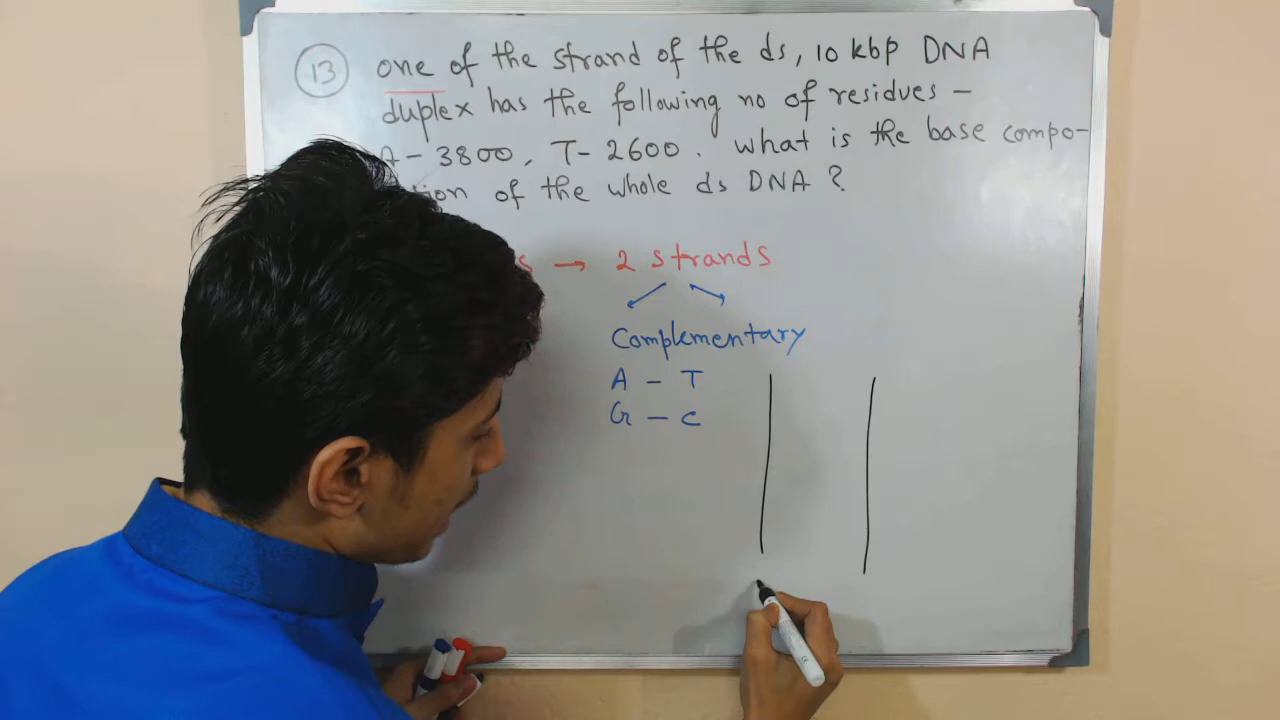 13 one of the strand of the ds, 10 kbp DNA
duplex has the following no of residues -
A - 3800, T- 2600. What is the base compo-
tion of the whole ds DNA ?
s → 2 strands
Complementary
A - T
G - C